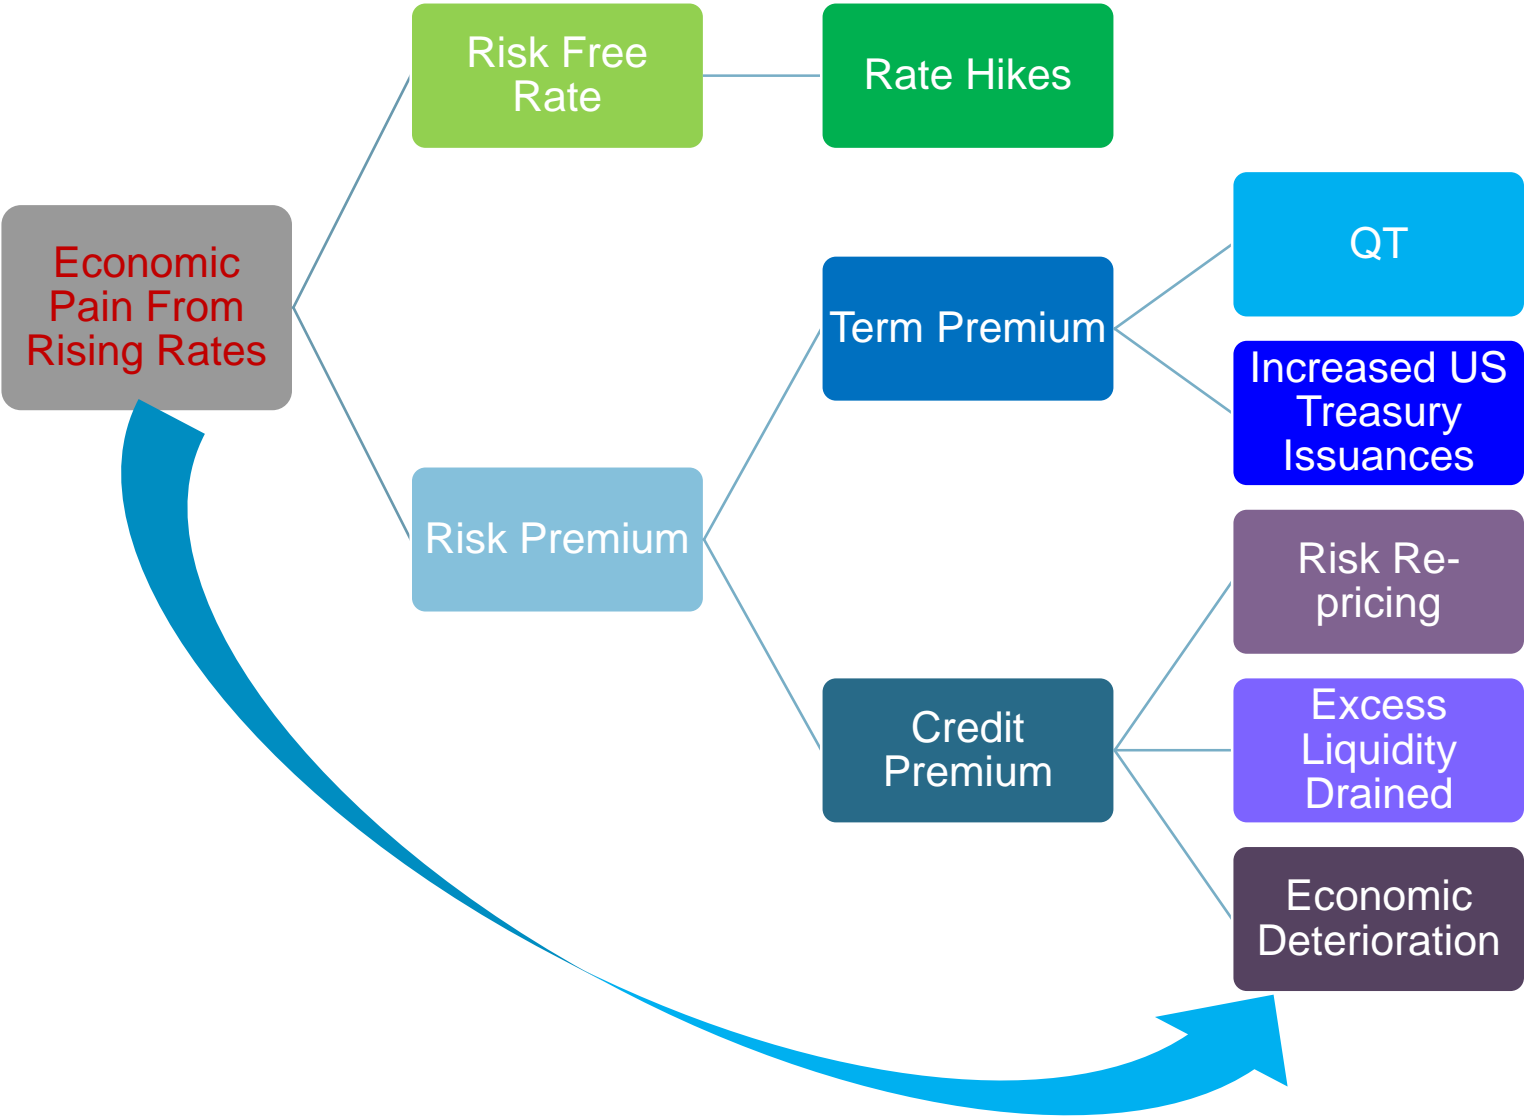 Risk Free
Rate
Rate Hikes
Economic
Pain From
Rising Rates
Risk Premium
Term Premium
QT
Increased US
Treasury
Issuances
Credit
Premium
Risk Re-
pricing
Excess
Liquidity
Drained
Economic
Deterioration